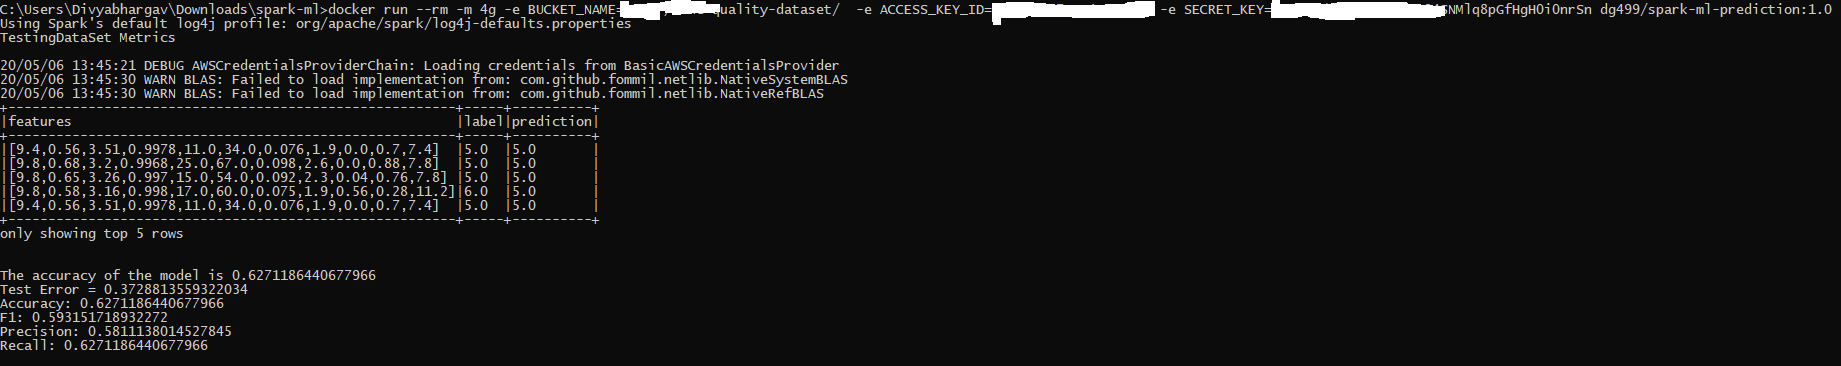 C:\Users\Divyabhargav\Downloads\spark-ml>docker run --rm -m 4g -e BUCKET_NAME= quality-dataset/ -e ACCESS_KEY_ID= -e SECRET_KEY= dg499/spark-ml-prediction:1.0
Using Spark's default log4j profile: org/apache/spark/log4j-defaults.properties
TestingDataSet Metrics
20/05/06 13:45:21 DEBUG AWSCredentialsProviderChain: Loading credentials from BasicAWSCredentialsProvider
20/05/06 13:45:30 WARN BLAS: Failed to load implementation from: com.github.fommil.netlib.NativeSystemBLAS
20/05/06 13:45:30 WARN BLAS: Failed to load implementation from: com.github.fommil.netlib.NativeRefBLAS
+-------------------------------------------------------+-----+----------+
|features                                               |label|prediction|
+-------------------------------------------------------+-----+----------+
|[9.4,0.56,3.51,0.9978,11.0,34.0,0.076,1.9,0.0,0.7,7.4]  |5.0  |5.0       |
|[9.8,0.68,3.2,0.9968,25.0,67.0,0.098,2.6,0.0,0.88,7.8]  |5.0  |5.0       |
|[9.8,0.65,3.26,0.997,15.0,54.0,0.092,2.3,0.04,0.76,7.8] |5.0  |5.0       |
|[9.8,0.58,3.16,0.998,17.0,60.0,0.075,1.9,0.56,0.28,11.2]|6.0  |5.0       |
|[9.4,0.56,3.51,0.9978,11.0,34.0,0.076,1.9,0.0,0.7,7.4]  |5.0  |5.0       |
+-------------------------------------------------------+-----+----------+
only showing top 5 rows
The accuracy of the model is 0.6271186440677966
Test Error = 0.3728813559322034
Accuracy: 0.6271186440677966
F1: 0.593151718932272
Precision: 0.5811138014527845
Recall: 0.6271186440677966